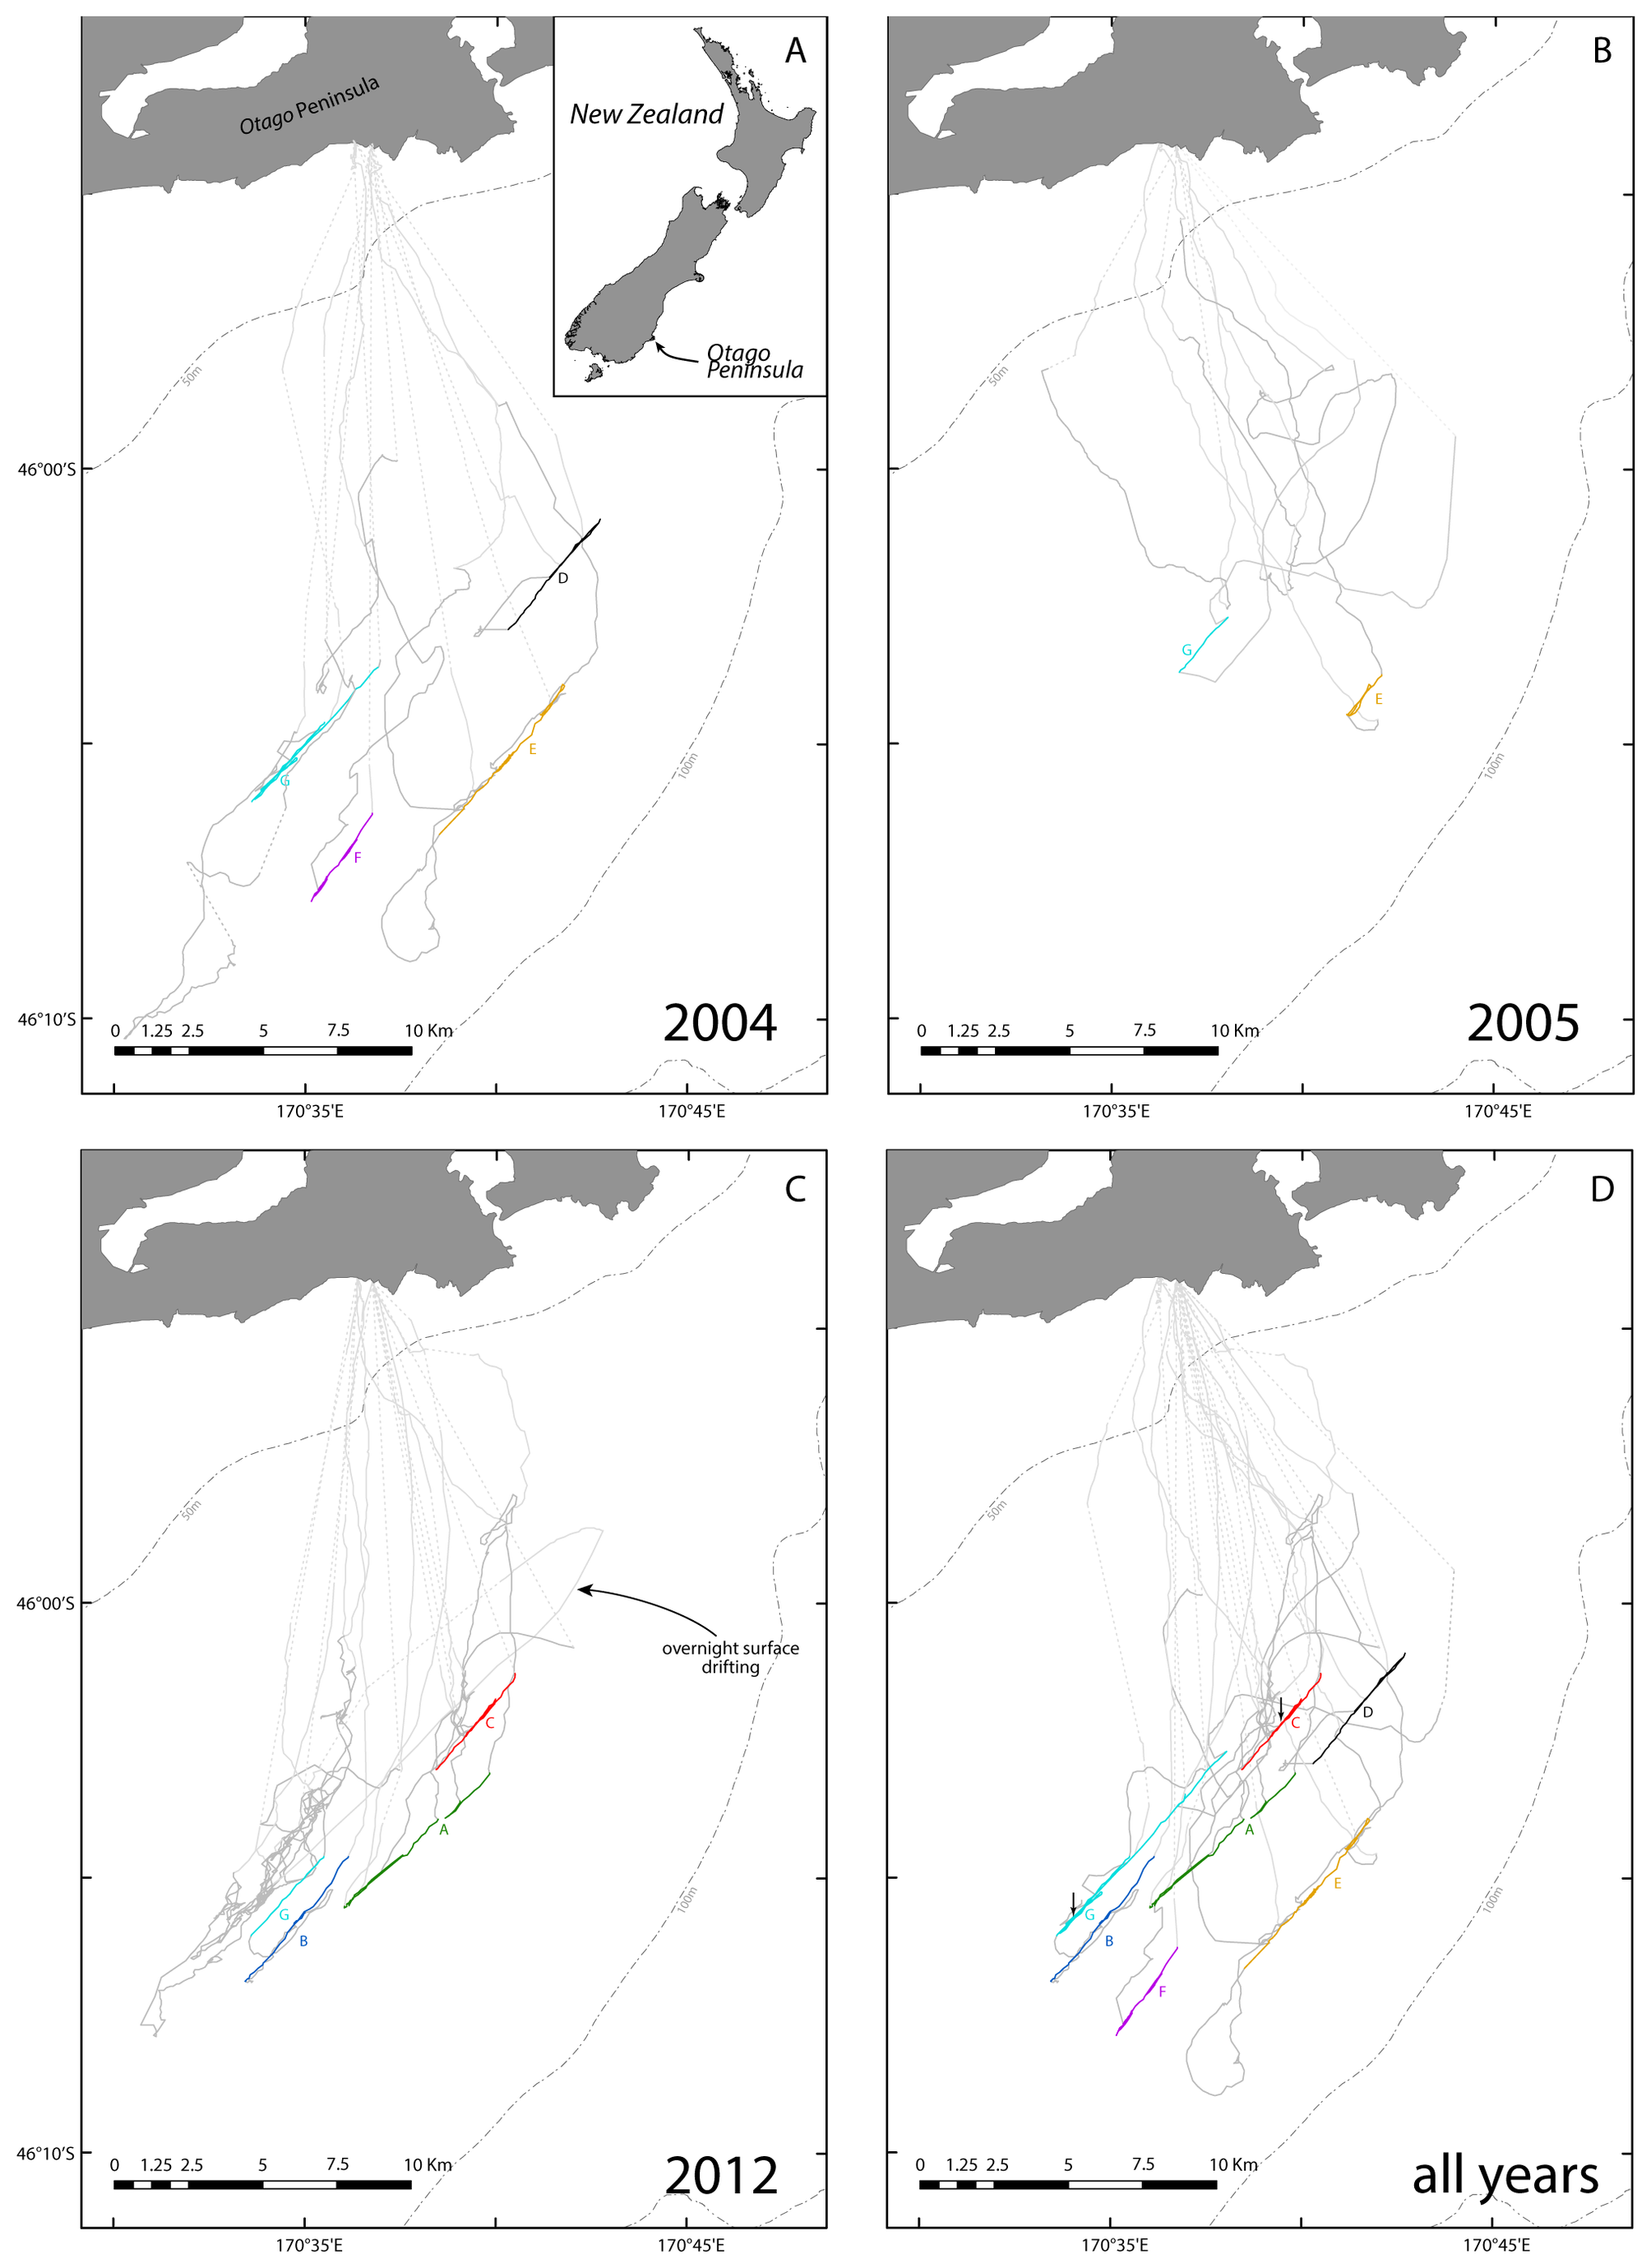 A
Otago Peninsula
New Zealand
Otago
Peninsula
50m
46°00'S
D
E
G
F
100m
46°10'S
0 1.25 2.5 5 7.5 10 Km
2004
170°35'E 170°45'E
B
50m
G
E
100m
0 1.25 2.5 5 7.5 10 Km
2005
170°35'E 170°45'E
C
50m
46°00'S
overnight surface
drifting
C
A
G
B
100m
46°10'S
0 1.25 2.5 5 7.5 10 Km
2012
170°35'E 170°45'E
D
50m
D
C
A
E
G
B
F
100m
0 1.25 2.5 5 7.5 10 Km
all years
170°35'E 170°45'E